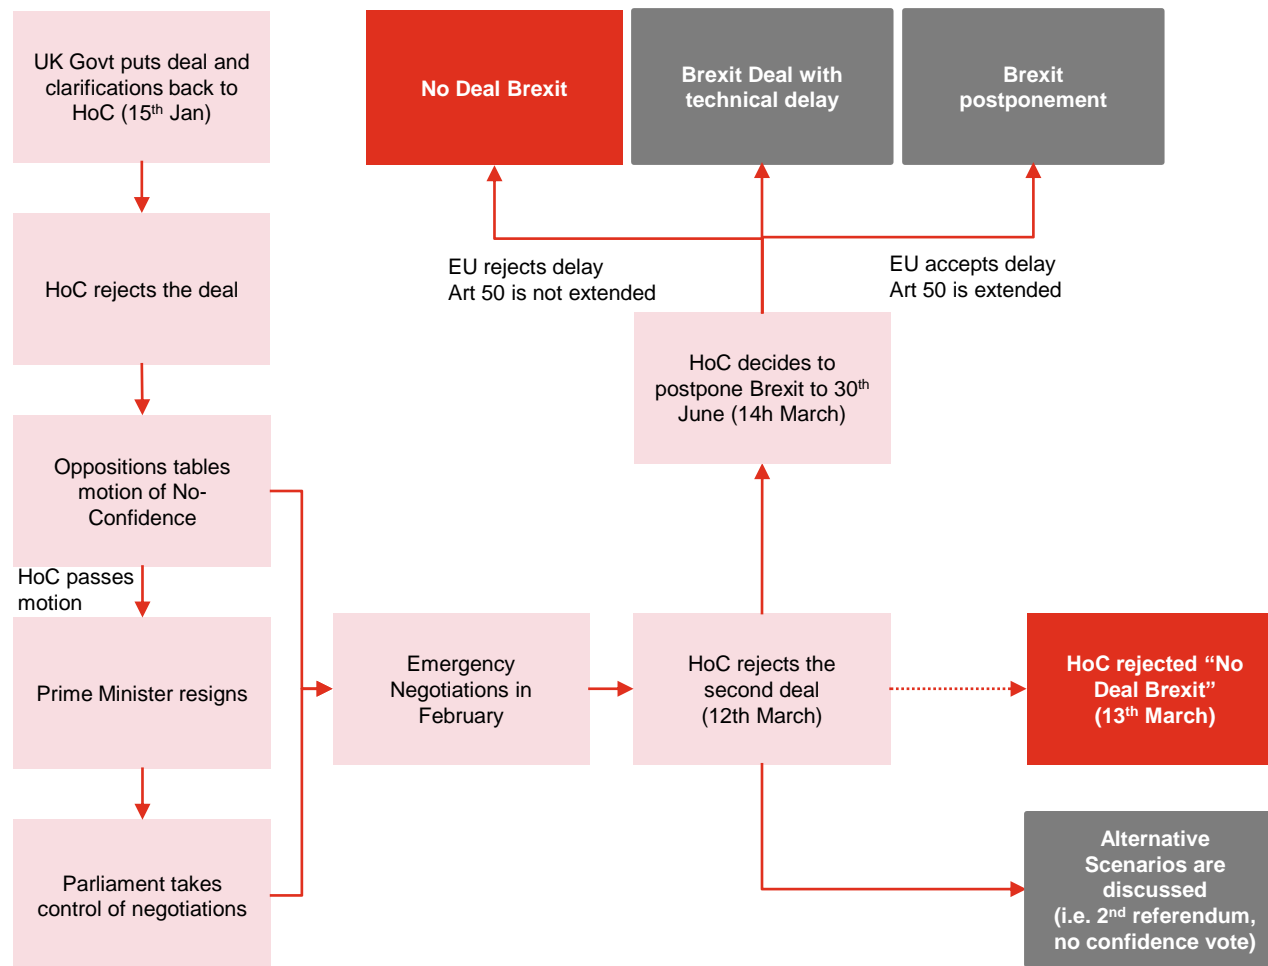 UK Govt puts deal and
clarifications back to
HoC (15th Jan)
HoC rejects the deal
Oppositions tables
motion of No-
Confidence
HoC passes
motion
Prime Minister resigns
Parliament takes
control of negotiations
Emergency
Negotiations in
February
HoC rejects the
second deal
(12th March)
HoC decides to
postpone Brexit to 30th
June (14h March)
EU rejects delay
Art 50 is not extended
EU accepts delay
Art 50 is extended
No Deal Brexit
Brexit Deal with
technical delay
Brexit
postponement
HoC rejected “No
Deal Brexit”
(13th March)
Alternative
Scenarios are
discussed
(i.e. 2nd referendum,
no confidence vote)